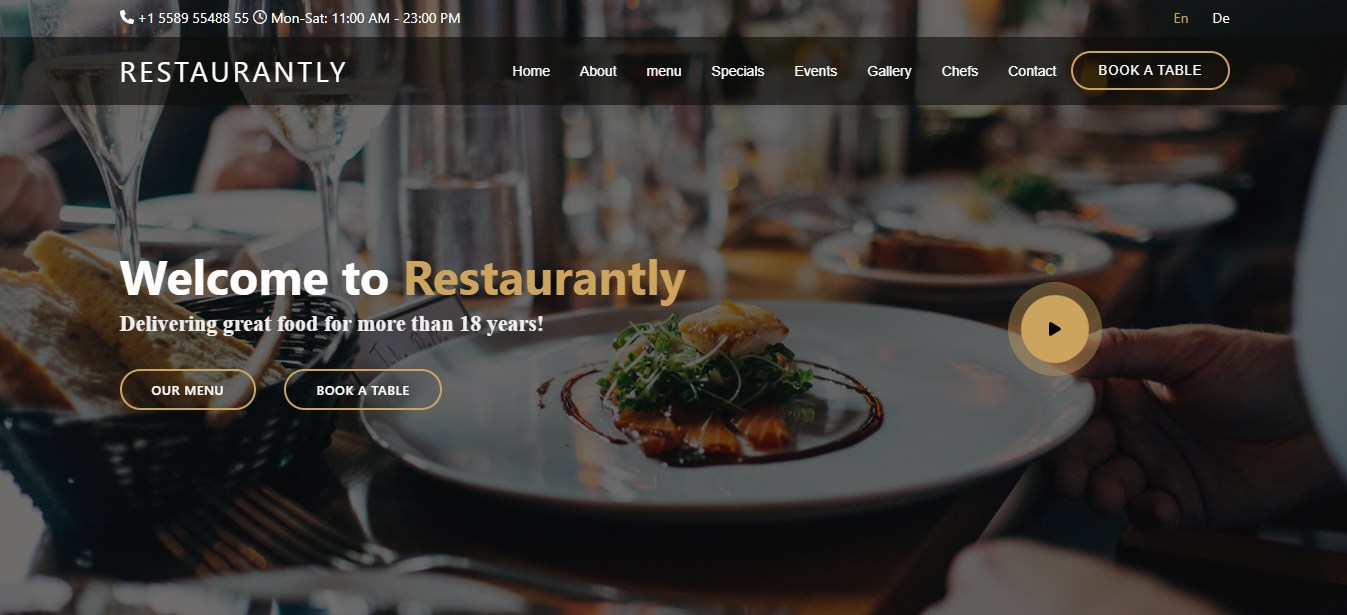 +1 5589 55488 55 Mon-Sat: 11:00 AM - 23:00 PM
En De
RESTAURANTLY
Home About menu Specials Events Gallery Chefs Contact BOOK A TABLE
Welcome to Restaurantly
Delivering great food for more than 18 years!
OUR MENU BOOK A TABLE